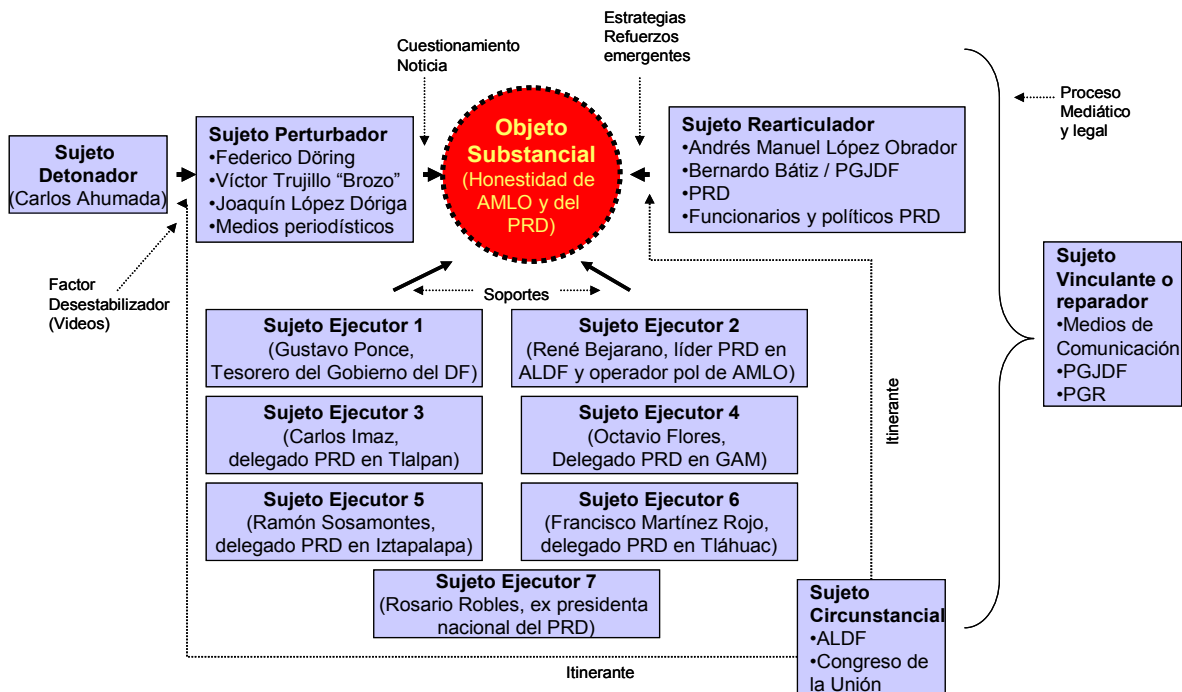 Cuestionamiento
Noticia
Estrategias
Refuerzos
emergentes
Proceso
Mediático
y legal
Sujeto
Detonador
(Carlos Ahumada)
Sujeto Perturbador
•Federico Döring
•Víctor Trujillo “Brozo”
•Joaquín López Dóriga
•Medios periodísticos
Objeto
Substancial
(Honestidad de
AMLO y del
PRD)
Sujeto Rearticulador
•Andrés Manuel López Obrador
•Bernardo Bátiz / PGJDF
•PRD
•Funcionarios y políticos PRD
Factor
Desestabilizador
(Videos)
Soportes
Sujeto
Vinculante o
reparador
•Medios de
Comunicación
•PGJDF
•PGR
Sujeto Ejecutor 1
(Gustavo Ponce,
Tesorero del Gobierno del DF)
Sujeto Ejecutor 2
(René Bejarano, líder PRD en
ALDF y operador pol de AMLO)
Sujeto Ejecutor 3
(Carlos Imaz,
delegado PRD en Tlalpan)
Sujeto Ejecutor 4
(Octavio Flores,
Delegado PRD en GAM)
Itinerante
Sujeto Ejecutor 5
(Ramón Sosamontes,
delegado PRD en Iztapalapa)
Sujeto Ejecutor 6
(Francisco Martínez Rojo,
delegado PRD en Tláhuac)
Sujeto Ejecutor 7
(Rosario Robles, ex presidenta
nacional del PRD)
Sujeto
Circunstancial
•ALDF
•Congreso de
la Unión
Itinerante